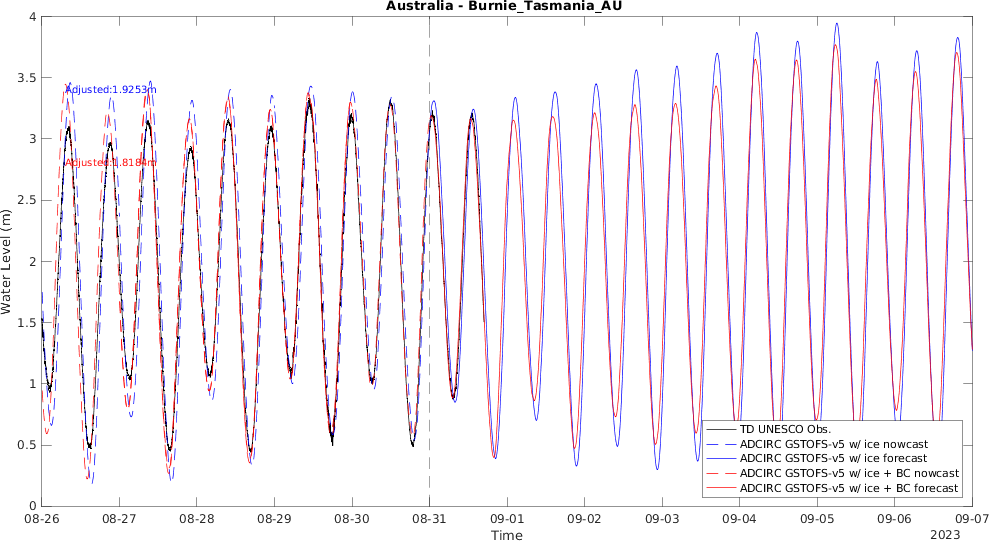 Australia - Burnie_Tasmania_AU
4
3.5
3
2.5
2
1.5
1
0.5
0
Water Level (m)
Adjusted:1.9253m
Adjusted:1.8184m
TD UNESCO Obs.
ADCIRC GSTOFS-v5 w/ ice nowcast
ADCIRC GSTOFS-v5 w/ ice forecast
ADCIRC GSTOFS-v5 w/ ice + BC nowcast
ADCIRC GSTOFS-v5 w/ ice + BC forecast
08-26 08-27 08-28 08-29 08-30 08-31 09-01 09-02 09-03 09-04 09-05 09-06 09-07
Time
2023